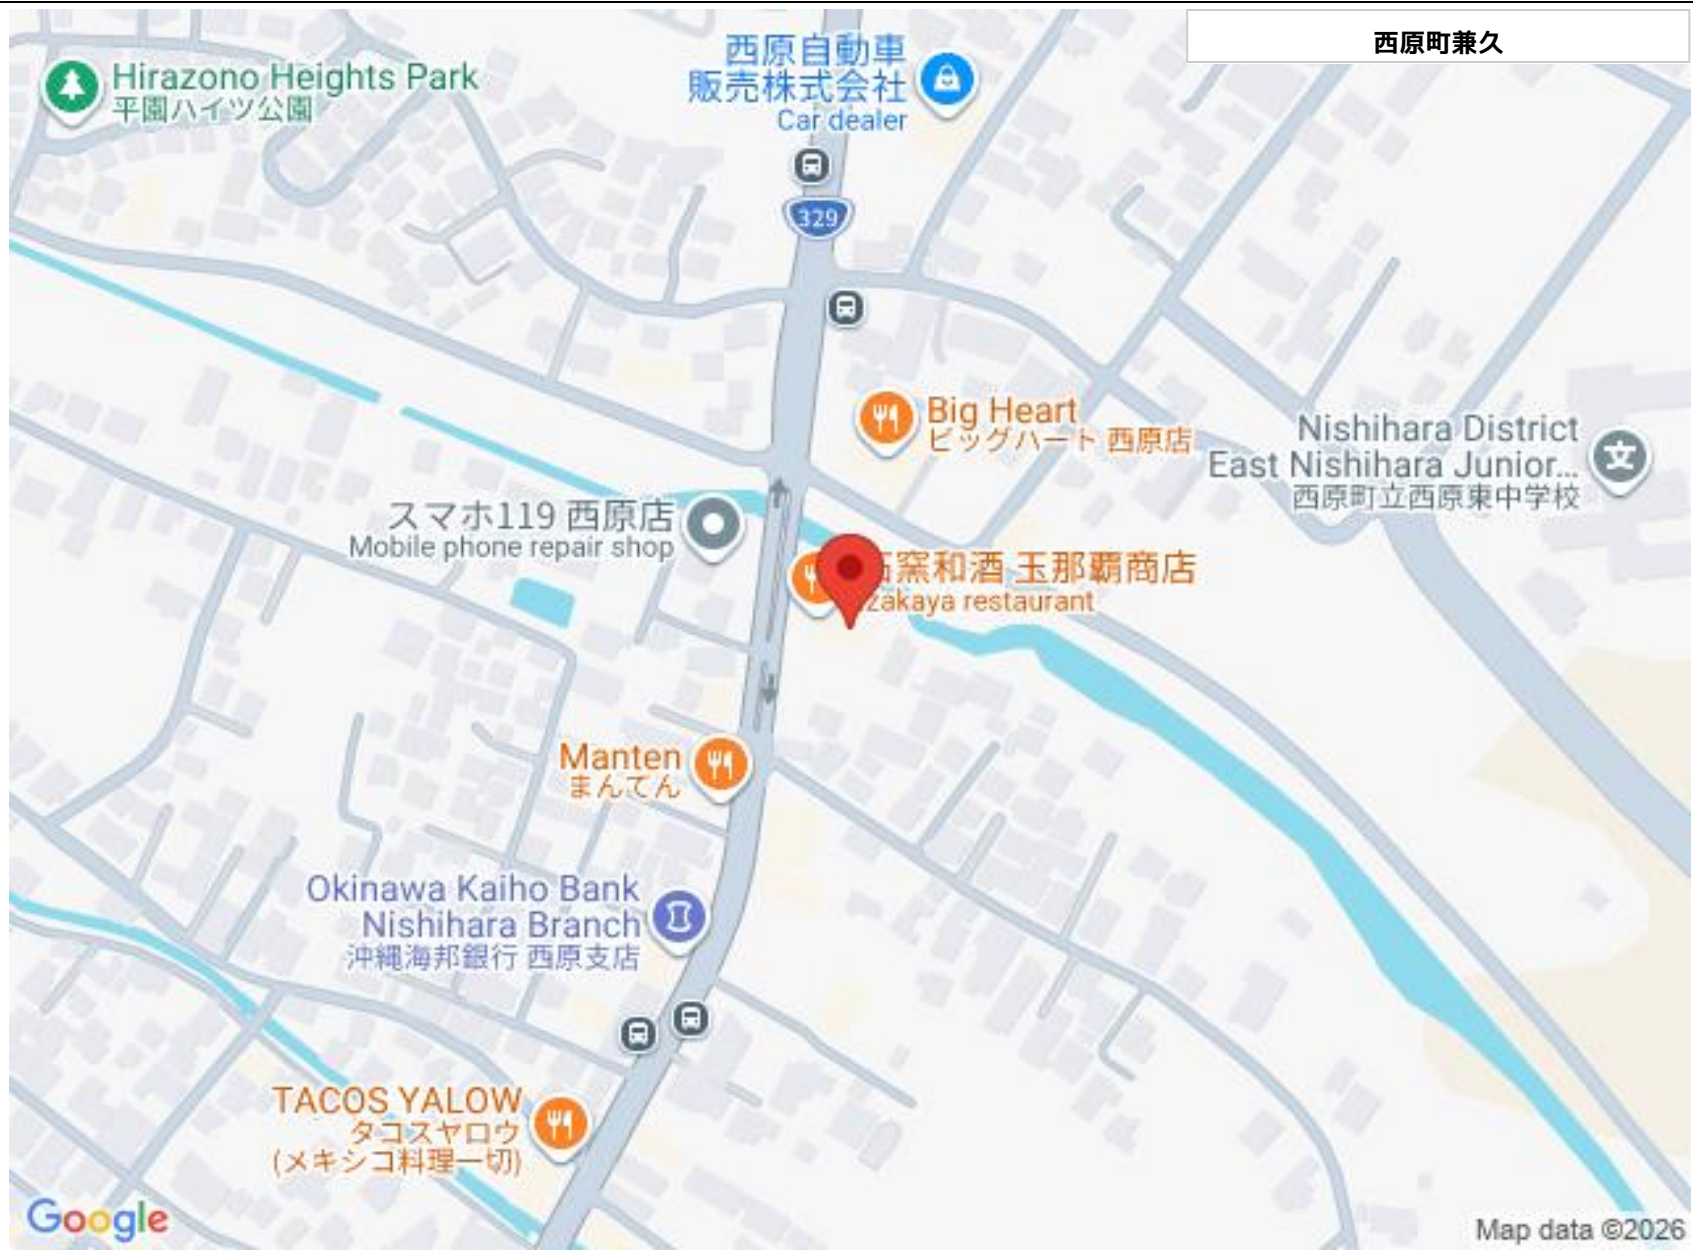 西原町兼久
西原自動車
販売株式会社
Car dealer
Hirazono Heights Park
平園ハイツ公園
329
Big Heart
ビッグハート 西原店
Nishihara District
East Nishihara Junior...
西原町立西原東中学校
文
スマホ119 西原店
Mobile phone repair shop
窯和酒 玉那覇商店
restaurant
Manten
まんてん
Okinawa Kaiho Bank
Nishihara Branch
沖縄海邦銀行 西原支店
TACOS YALOW
タコスヤロウ
(メキシコ料理一切)
Google
Map data ©2026